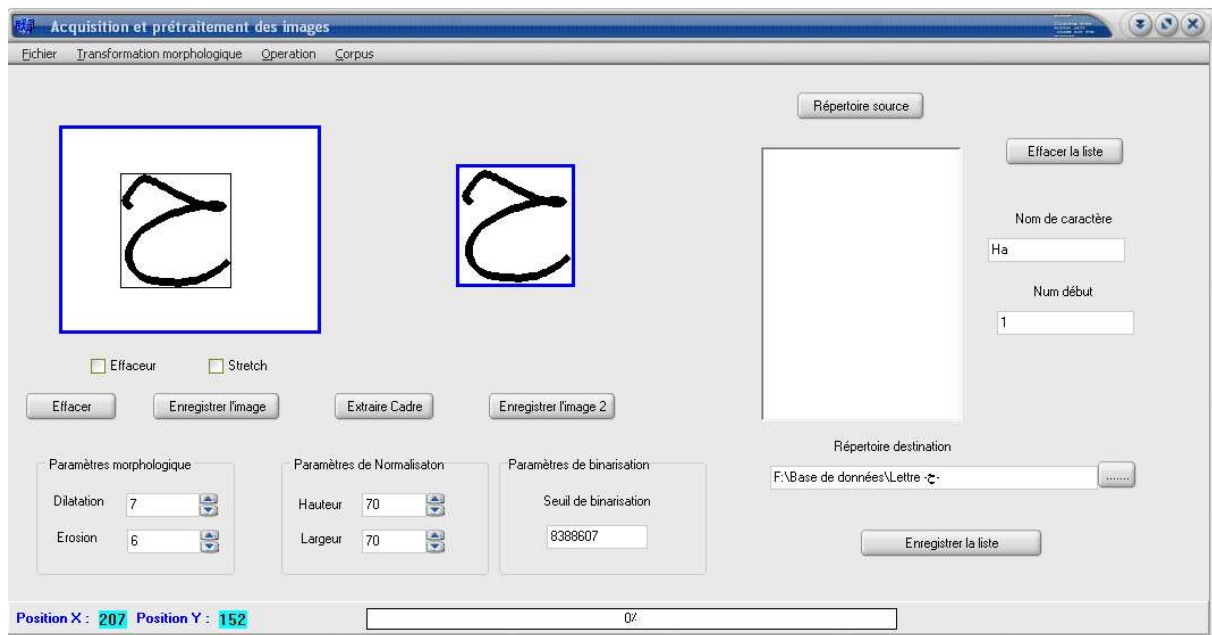 Acquisition et prétraitement des images
Fichier Transformation morphologique Operation Corpus
Répertoire source
Effacer la liste
ح ح
Nom de caractère
Ha
Num début
1
Effaceur Stretch
Effacer Enregistrer l'image Extraire Cadre Enregistrer l'image 2
Répertoire destination
F:\Base de données\Lettre -ح- .......
Paramètres morphologique Paramètres de Normalisaton Paramètres de binarisation
Dilatation 7 Hauteur 70 Seuil de binarisation
Erosion 6 Largeur 70 8388607
Enregistrer la liste
Position X : 207 Position Y : 152 0%